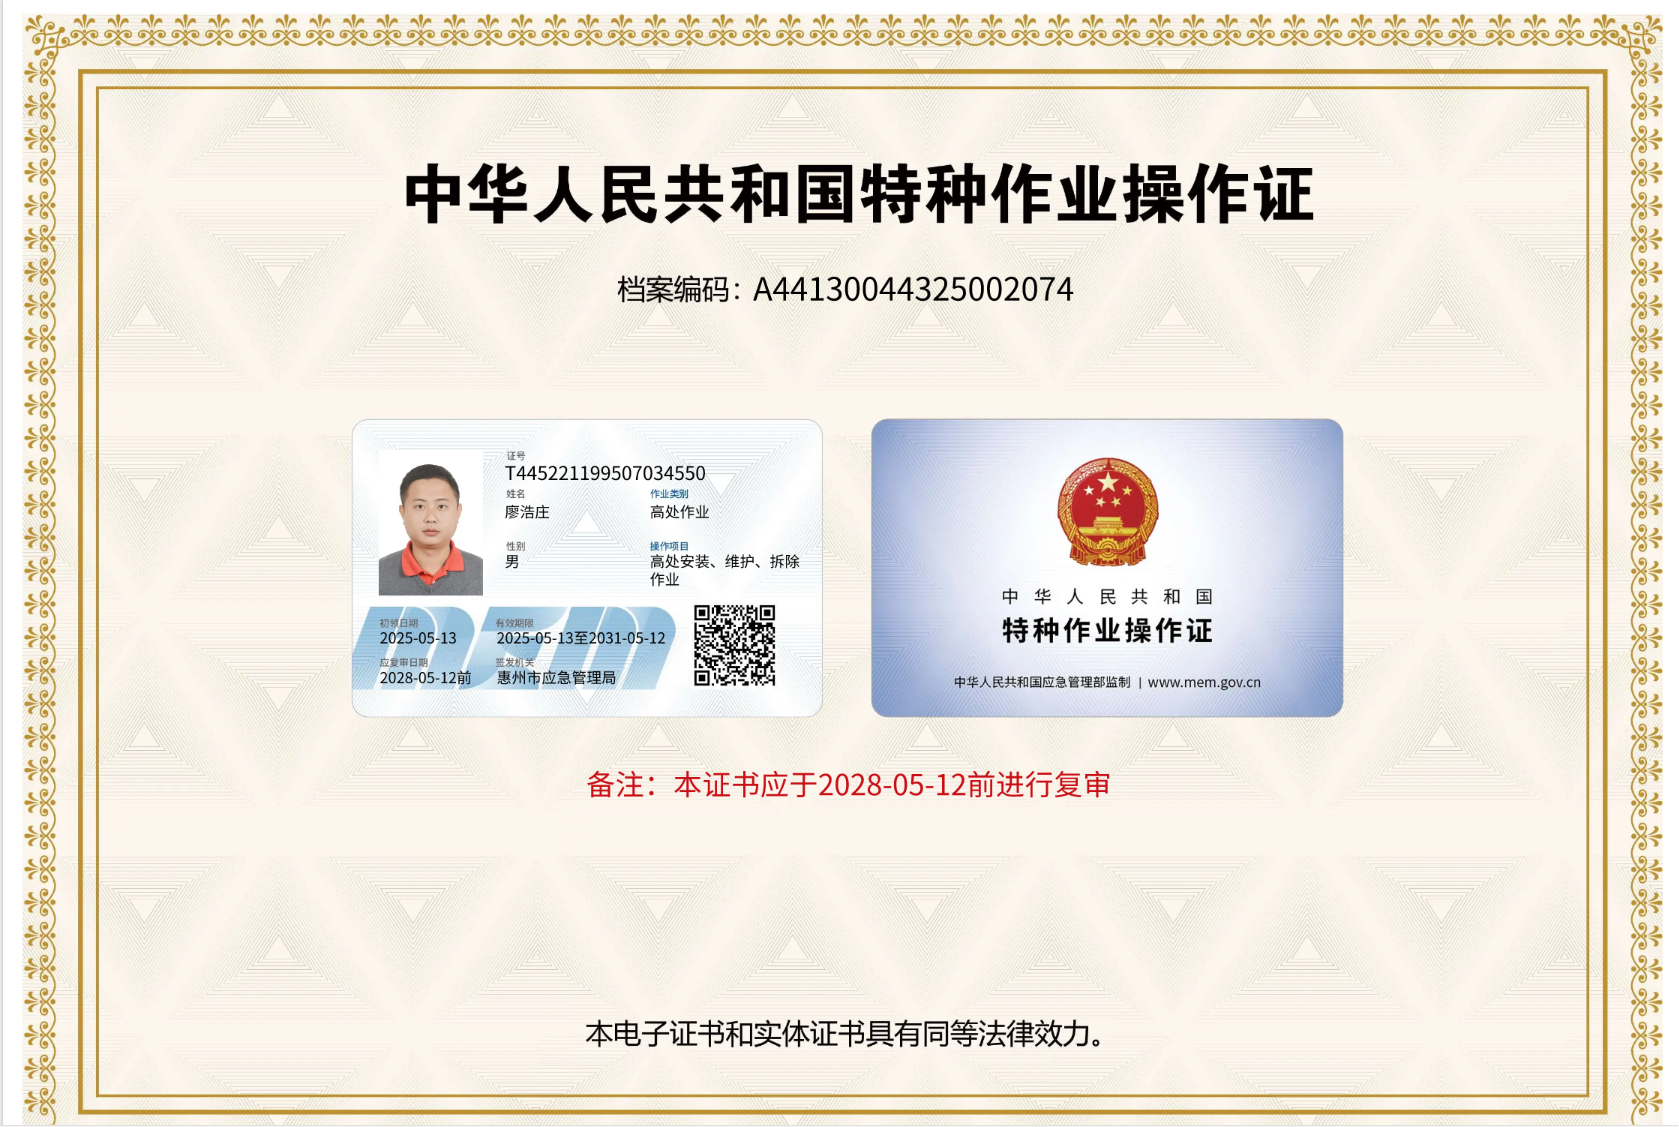 中华人民共和国特种作业操作证
档案编码：A44130044325002074
证号
T445221199507034550
姓名
廖浩庄
作业类别
高处作业
性别
男
操作项目
高处安装、维护、拆除
作业
初领日期
2025-05-13
有效期限
2025-05-13至2031-05-12
应复审日期
2028-05-12前
签发机关
惠州市应急管理局
MEM
中华人民共和国
特种作业操作证
中华人民共和国应急管理部监制 | www.mem.gov.cn
备注：本证书应于2028-05-12前进行复审
本电子证书和实体证书具有同等法律效力。